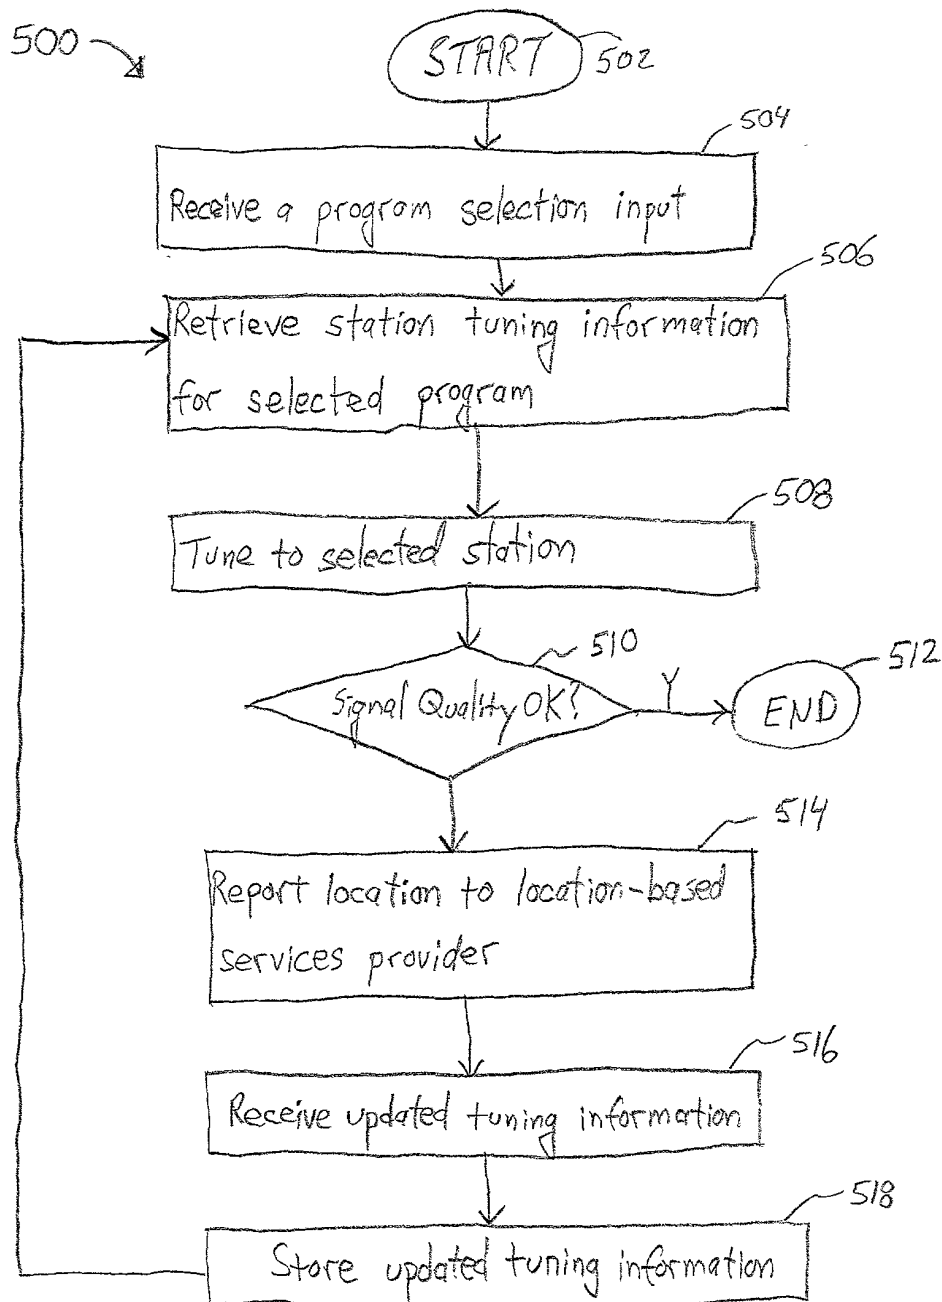 500
START
502
504
Receive a program selection input
506
Retrieve station tuning information
for selected program
508
Tune to selected station
510
Signal Quality OK?
Y
END
512
514
Report location to location-based
services provider
516
Receive updated tuning information
518
Store updated tuning information